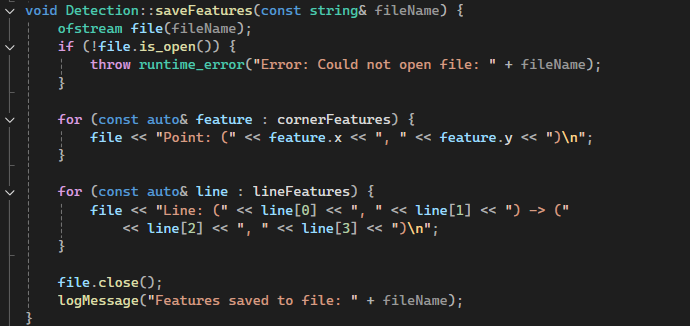 void Detection::saveFeatures(const string& fileName) {
    ofstream file(fileName);
    if (!file.is_open()) {
        throw runtime_error("Error: Could not open file: " + fileName);
    }

    for (const auto& feature : cornerFeatures) {
        file << "Point: (" << feature.x << ", " << feature.y << ")\n";
    }

    for (const auto& line : lineFeatures) {
        file << "Line: (" << line[0] << ", " << line[1] << ") -> ("
            << line[2] << ", " << line[3] << ")\n";
    }

    file.close();
    logMessage("Features saved to file: " + fileName);
}